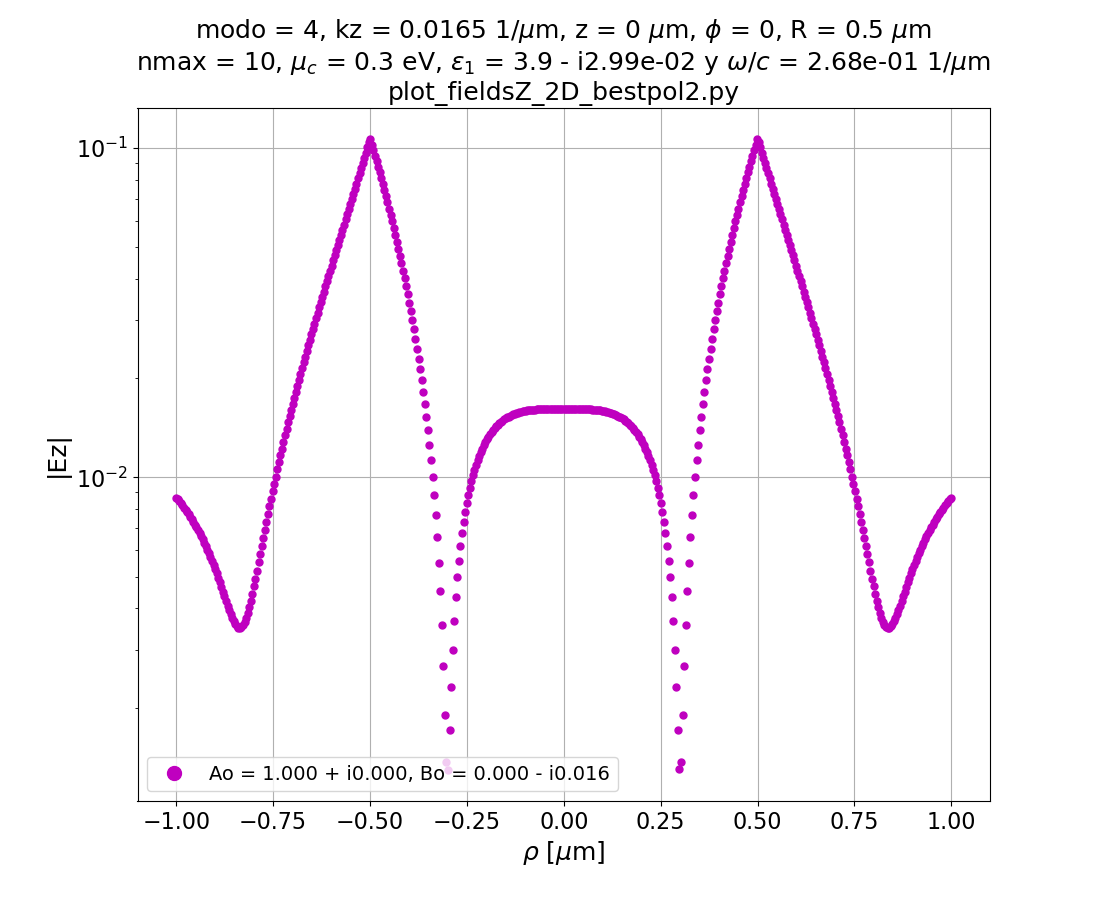 modo = 4, kz = 0.0165 1/μm, z = 0 μm, ϕ = 0, R = 0.5 μm
nmax = 10, μ_c = 0.3 eV, ε₁ = 3.9 - i2.99e-02 y ω/c = 2.68e-01 1/μm
plot_fieldsZ_2D_bestpol2.py
|Ez|
10⁻¹
10⁻²
Ao = 1.000 + i0.000, Bo = 0.000 - i0.016
−1.00 −0.75 −0.50 −0.25 0.00 0.25 0.50 0.75 1.00
ρ [μm]